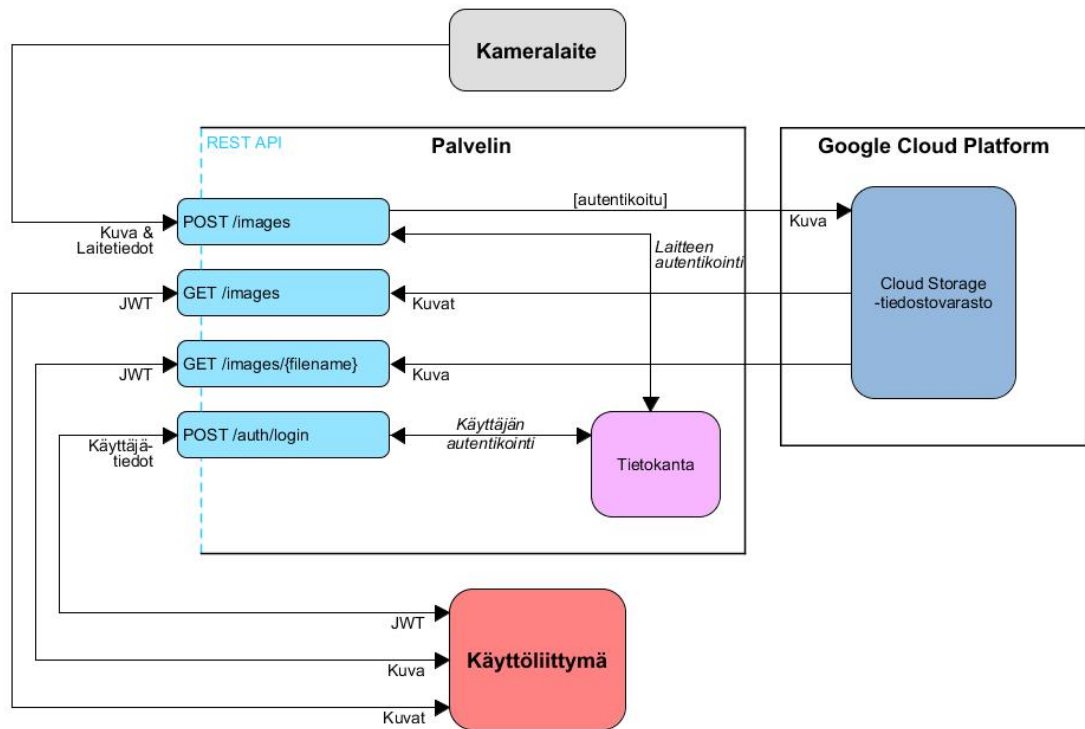 Kameralaite
REST API
Palvelin
Google Cloud Platform
POST /images
[autentikoitu]
Kuva
Kuva &
Laitetiedot
Laitteen
autentikointi
GET /images
JWT
Kuvat
Cloud Storage
-tiedostovarasto
GET /images/{filename}
JWT
Kuva
POST /auth/login
Käyttäjä-
tiedot
Käyttäjän
autentikointi
Tietokanta
JWT
Käyttöliittymä
Kuva
Kuvat